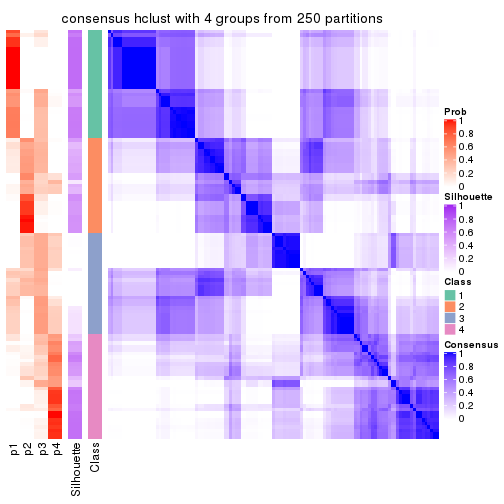 consensus hclust with 4 groups from 250 partitions
Prob
1
0.8
0.6
0.4
0.2
0
Silhouette
1
0.8
0.6
0.4
0.2
0
Class
1
2
3
4
Consensus
1
0.8
0.6
0.4
0.2
0
p1
p2
p3
p4
Silhouette
Class